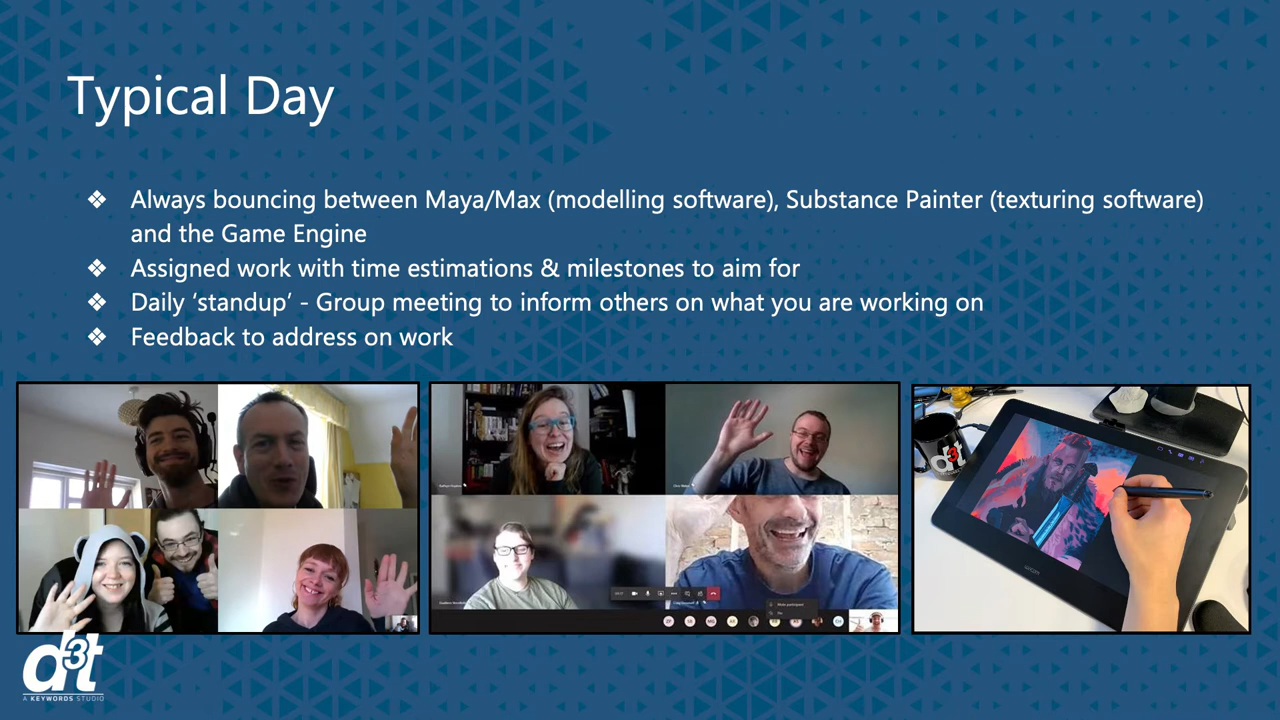 Typical Day
❖ Always bouncing between Maya/Max (modelling software), Substance Painter (texturing software)
and the Game Engine
❖ Assigned work with time estimations & milestones to aim for
❖ Daily ‘standup’ - Group meeting to inform others on what you are working on
❖ Feedback to address on work
d3t
wacom
d3t
A KEYWORDS STUDIO